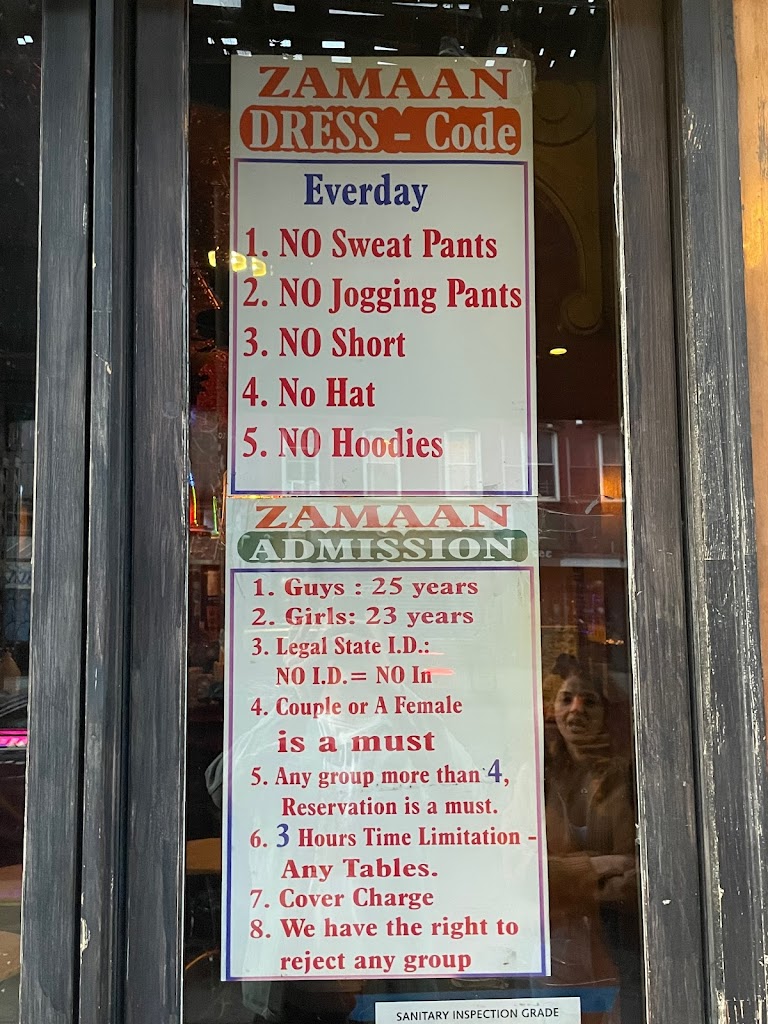 ZAMAAN
DRESS - Code
Everday
1. NO Sweat Pants
2. NO Jogging Pants
3. NO Short
4. No Hat
5. NO Hoodies
ZAMAAN
ADMISSION
1. Guys : 25 years
2. Girls: 23 years
3. Legal State I.D.:
NO I.D.= NO In
4. Couple or A Female
is a must
5. Any group more than 4,
Reservation is a must.
6. 3 Hours Time Limitation -
Any Tables.
7. Cover Charge
8. We have the right to
reject any group
SANITARY INSPECTION GRADE